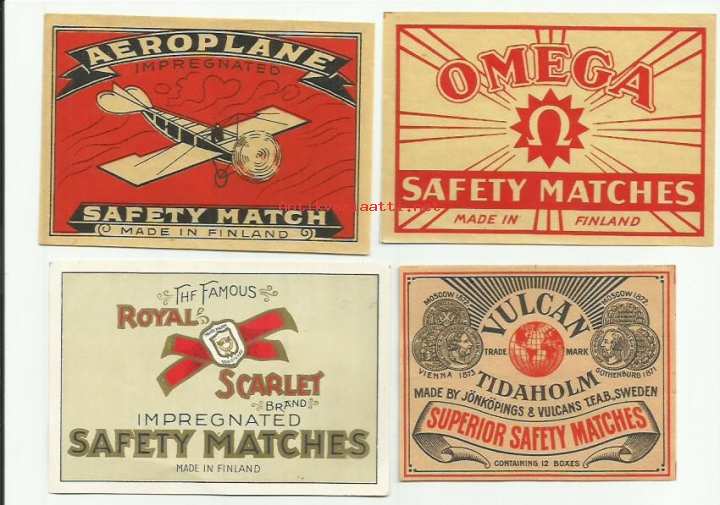 AEROPLANE
IMPREGNATED
SAFETY MATCH
MADE IN FINLAND
OMEGA
Ω
SAFETY MATCHES
MADE IN FINLAND
THE FAMOUS
ROYAL
SCARLET
BRAND
IMPREGNATED
SAFETY MATCHES
MADE IN FINLAND
VULCAN
MOSCOW 1872
MOSCOW 1872
TRADE MARK
VIENNA 1873
GOTHENBURG 1871
TIDAHOLM
MADE BY JÖNKÖPINGS & VULCANS T.F.A.B., SWEDEN
SUPERIOR SAFETY MATCHES
CONTAINING 12 BOXES